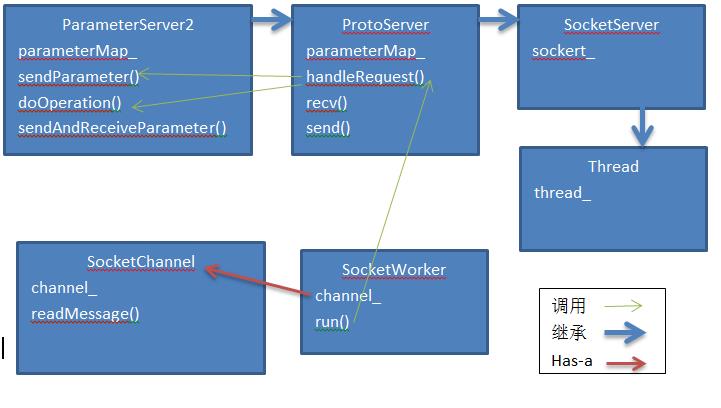 ParameterServer2
parameterMap_
sendParameter()
doOperation()
sendAndReceiveParameter()
ProtoServer
parameterMap_
handleRequest()
recv()
send()
SocketServer
sockert_
Thread
thread_
SocketChannel
channel_
readMessage()
SocketWorker
channel_
run()
调用
继承
Has-a